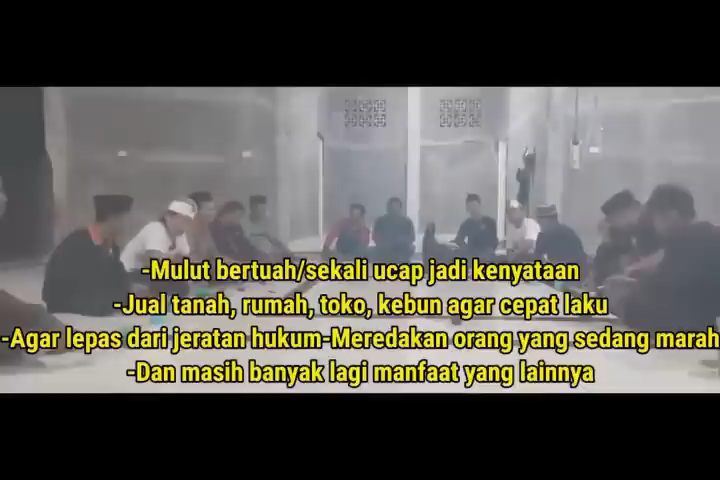 -Mulut bertuah/sekali ucap jadi kenyataan
-Jual tanah, rumah, toko, kebun agar cepat laku
-Agar lepas dari jeratan hukum-Meredakan orang yang sedang marah
-Dan masih banyak lagi manfaat yang lainnya